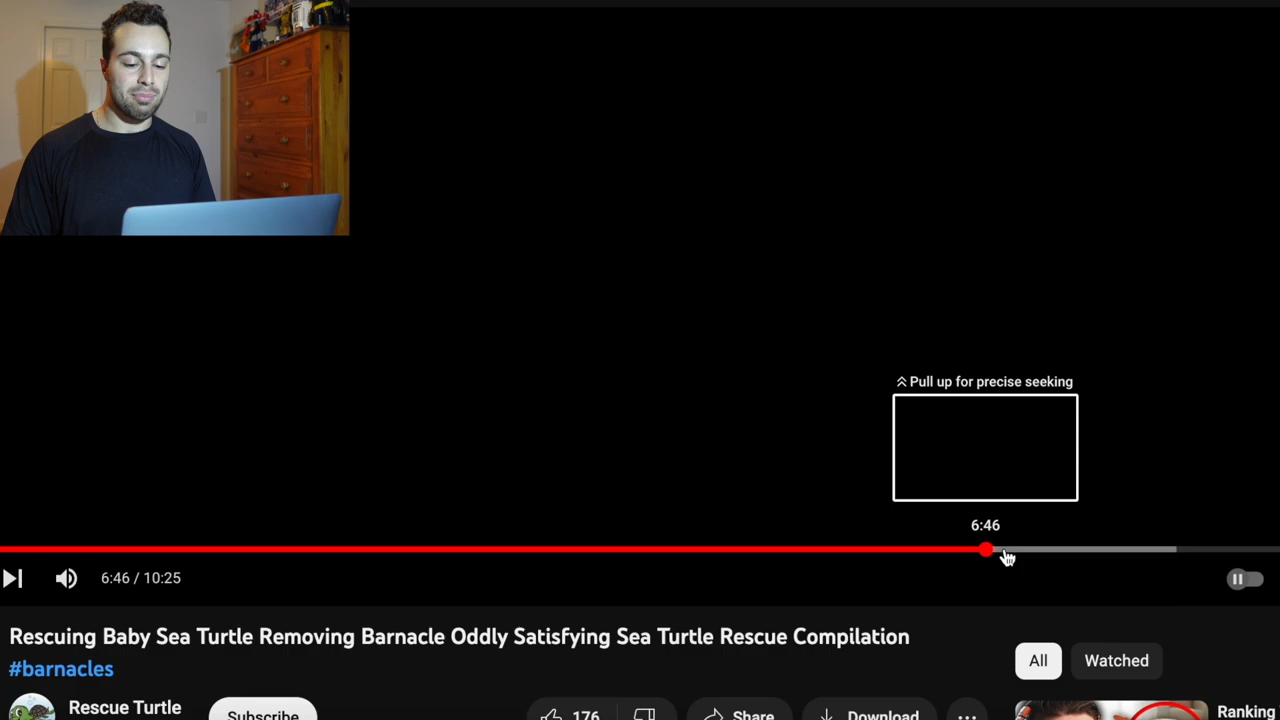 Pull up for precise seeking
6:46
6:46 / 10:25
Rescuing Baby Sea Turtle Removing Barnacle Oddly Satisfying Sea Turtle Rescue Compilation
#barnacles
All
Watched
Rescue Turtle
Subscribe
176
Share
Download
Ranking